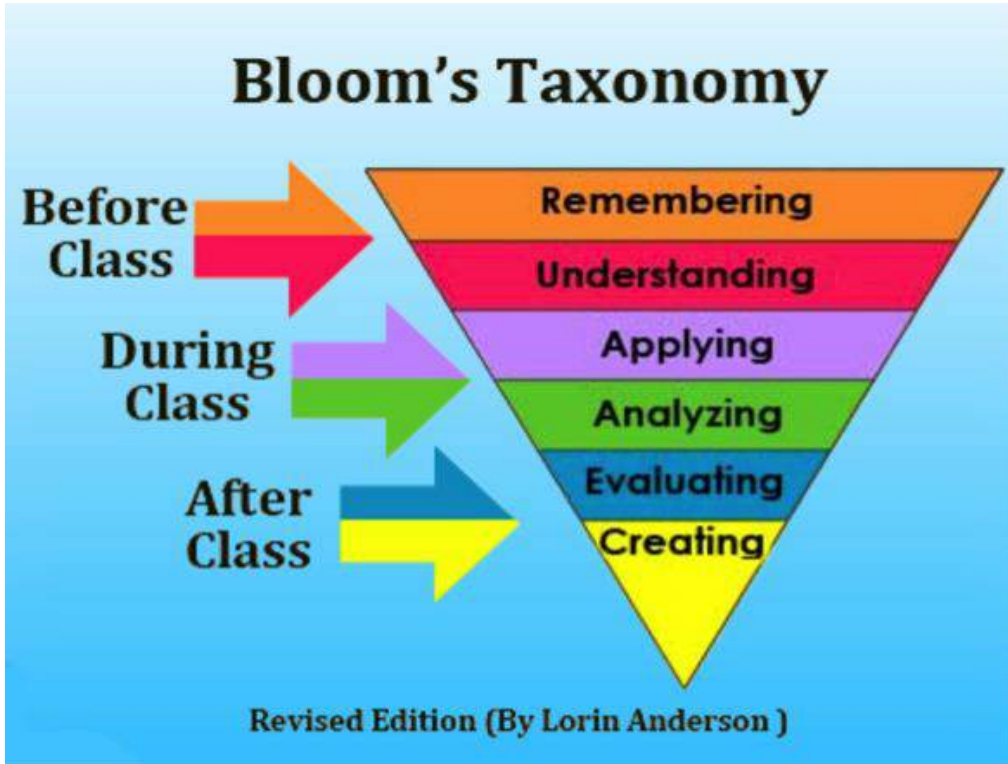 Bloom's Taxonomy
Before
Class
Remembering
Understanding
During
Class
Applying
Analyzing
After
Class
Evaluating
Creating
Revised Edition (By Lorin Anderson )